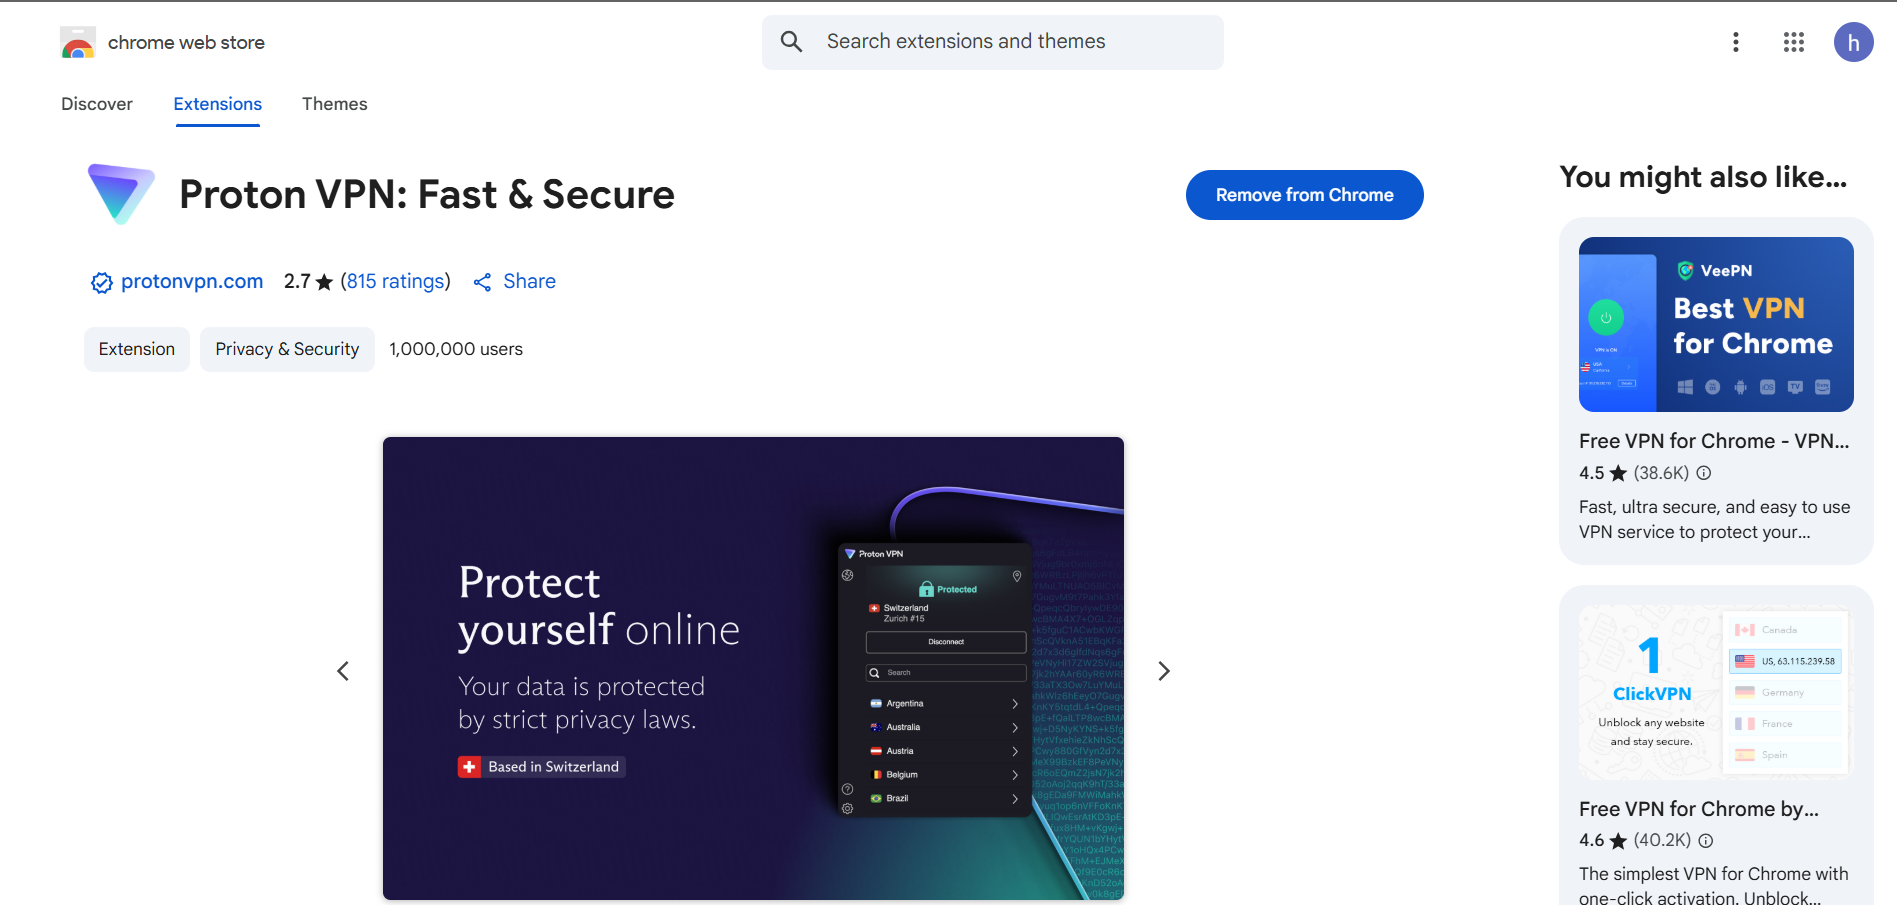 chrome web store
Search extensions and themes
h
Discover
Extensions
Themes
Proton VPN: Fast & Secure
Remove from Chrome
protonvpn.com
2.7★ (815 ratings)
Share
Extension
Privacy & Security
1,000,000 users
Protect
yourself online
Your data is protected
by strict privacy laws.
Based in Switzerland
Proton VPN
Protected
Switzerland
Zurich #15
Disconnect
Search
Argentina
Australia
Austria
Belgium
Brazil
You might also like...
VeePN
Best VPN
for Chrome
VPN is ON
Free VPN for Chrome - VPN...
4.5 ★ (38.6K)
Fast, ultra secure, and easy to use
VPN service to protect your...
1
ClickVPN
Unblock any website
and stay secure.
Canada
US, 63.115.239.58
Germany
France
Spain
Free VPN for Chrome by...
4.6 ★ (40.2K)
The simplest VPN for Chrome with
one-click activation. Unblock...